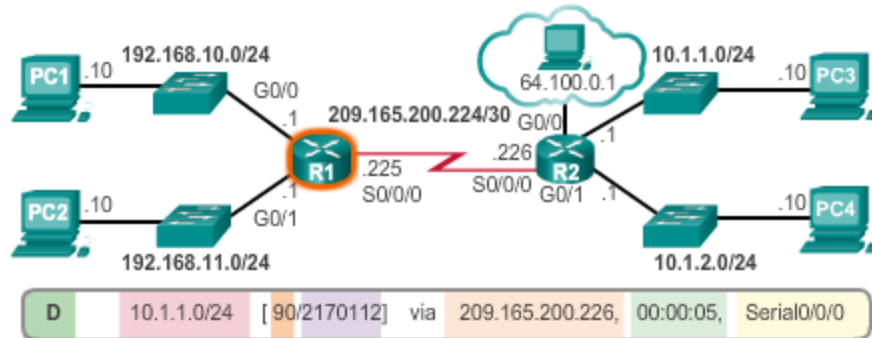 192.168.10.0/24
10.1.1.0/24
PC1
.10
64.100.0.1
.10
PC3
G0/0
209.165.200.224/30
G0/0
.1
.1
R1
.225
S0/0/0
.226
S0/0/0
R2
G0/1
.1
G0/1
.1
PC2
.10
.10
PC4
192.168.11.0/24
10.1.2.0/24
D 10.1.1.0/24 [ 90/2170112] via 209.165.200.226, 00:00:05, Serial0/0/0